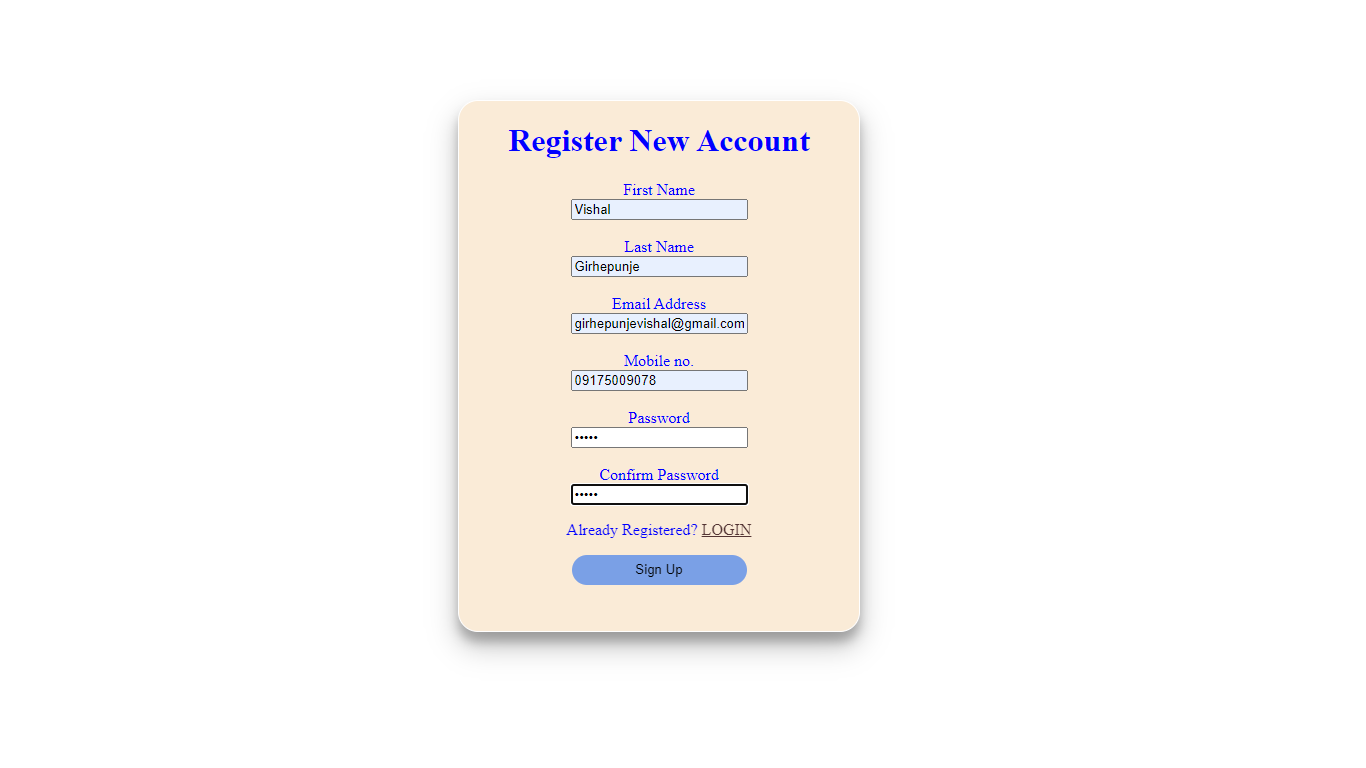 Register New Account
First Name
Vishal
Last Name
Girhepunje
Email Address
girhepunjevishal@gmail.com
Mobile no.
09175009078
Password
•••••
Confirm Password
•••••
Already Registered? LOGIN
Sign Up